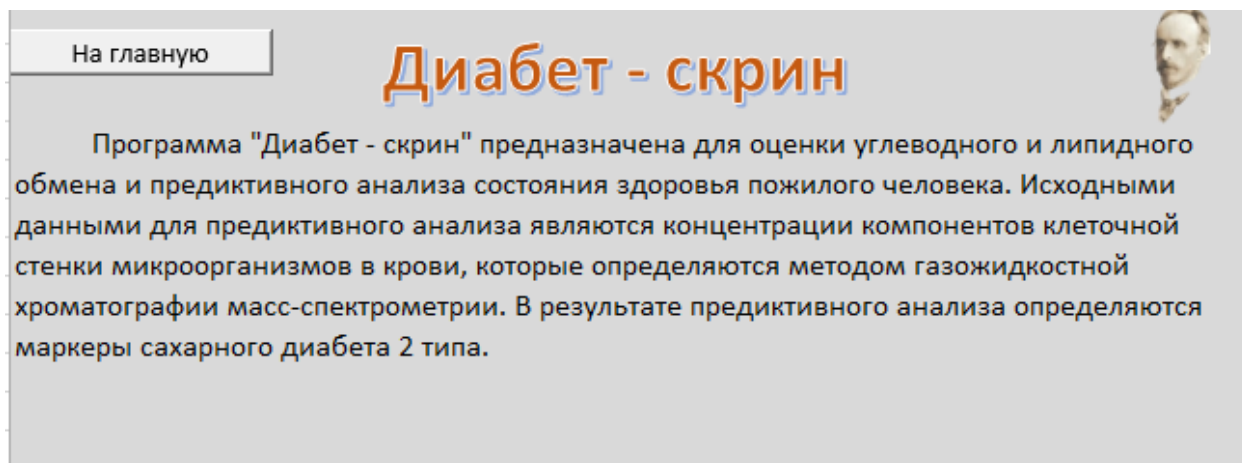 На главную
Диабет - скрин
Программа "Диабет - скрин" предназначена для оценки углеводного и липидного
обмена и предиктивного анализа состояния здоровья пожилого человека. Исходными
данными для предиктивного анализа являются концентрации компонентов клеточной
стенки микроорганизмов в крови, которые определяются методом газожидкостной
хроматографии масс-спектрометрии. В результате предиктивного анализа определяются
маркеры сахарного диабета 2 типа.